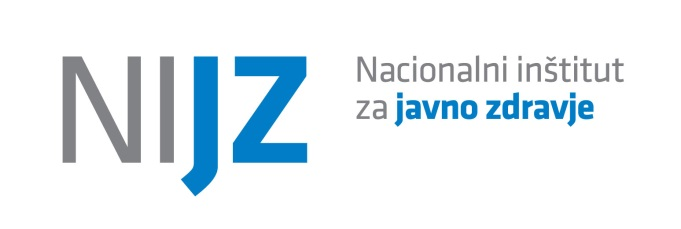 NIJZ
Nacionalni inštitut
za javno zdravje